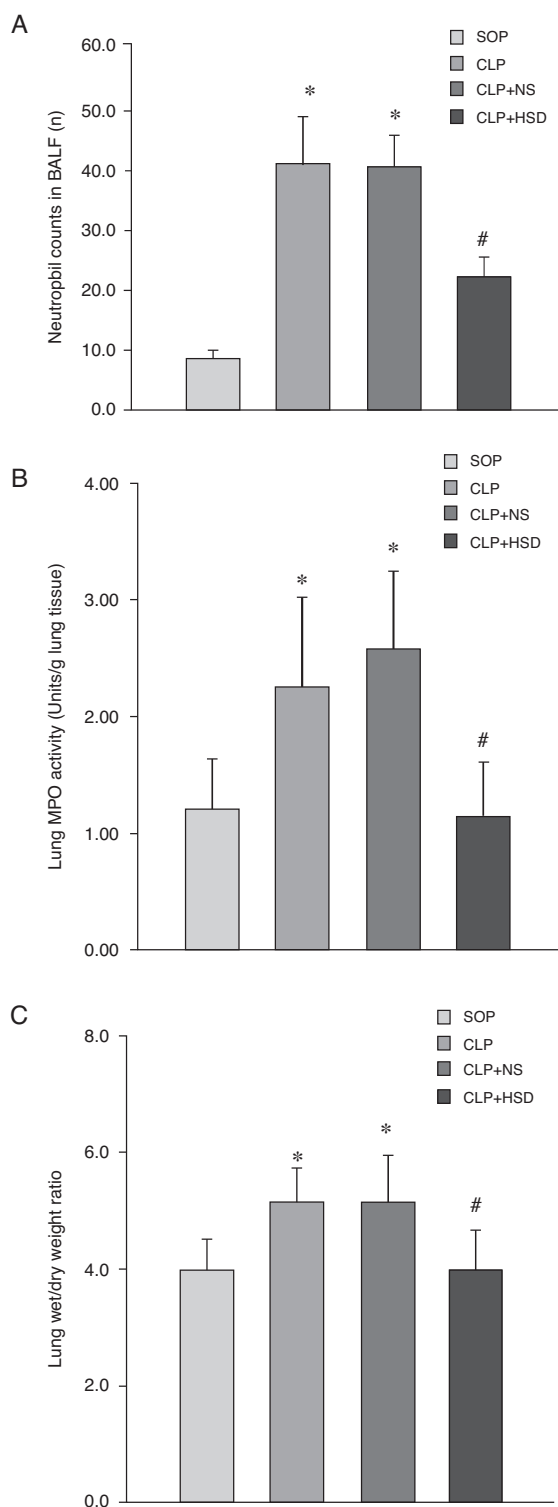 A
SOP
CLP
CLP+NS
CLP+HSD
Neutropbil counts in BALF (n)
60.0
50.0
40.0
30.0
20.0
10.0
0.0
*
*
#
B
SOP
CLP
CLP+NS
CLP+HSD
Lung MPO activity (Units/g lung tissue)
4.00
3.00
2.00
1.00
0.00
*
*
#
C
SOP
CLP
CLP+NS
CLP+HSD
Lung wet/dry weight ratio
8.0
6.0
4.0
2.0
0.0
*
*
#